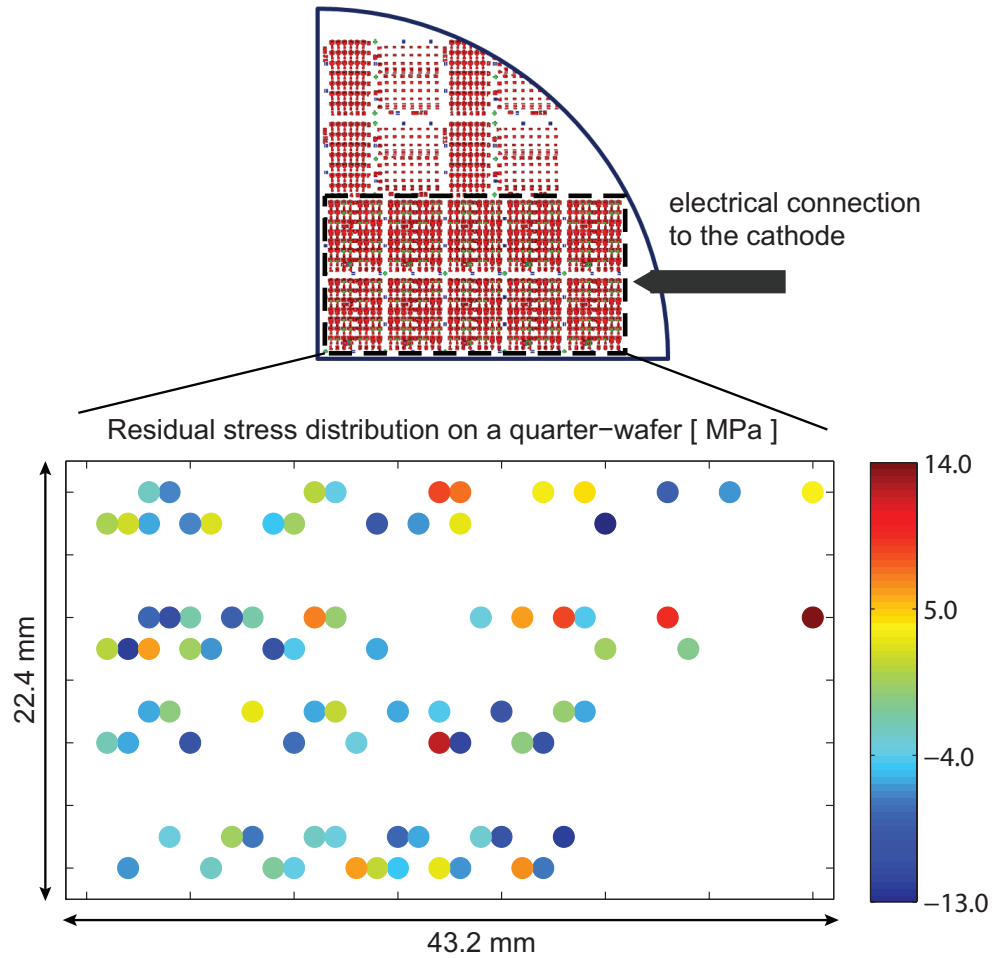 electrical connection
to the cathode
Residual stress distribution on a quarter−wafer [ MPa ]
14.0
5.0
−4.0
−13.0
22.4 mm
43.2 mm